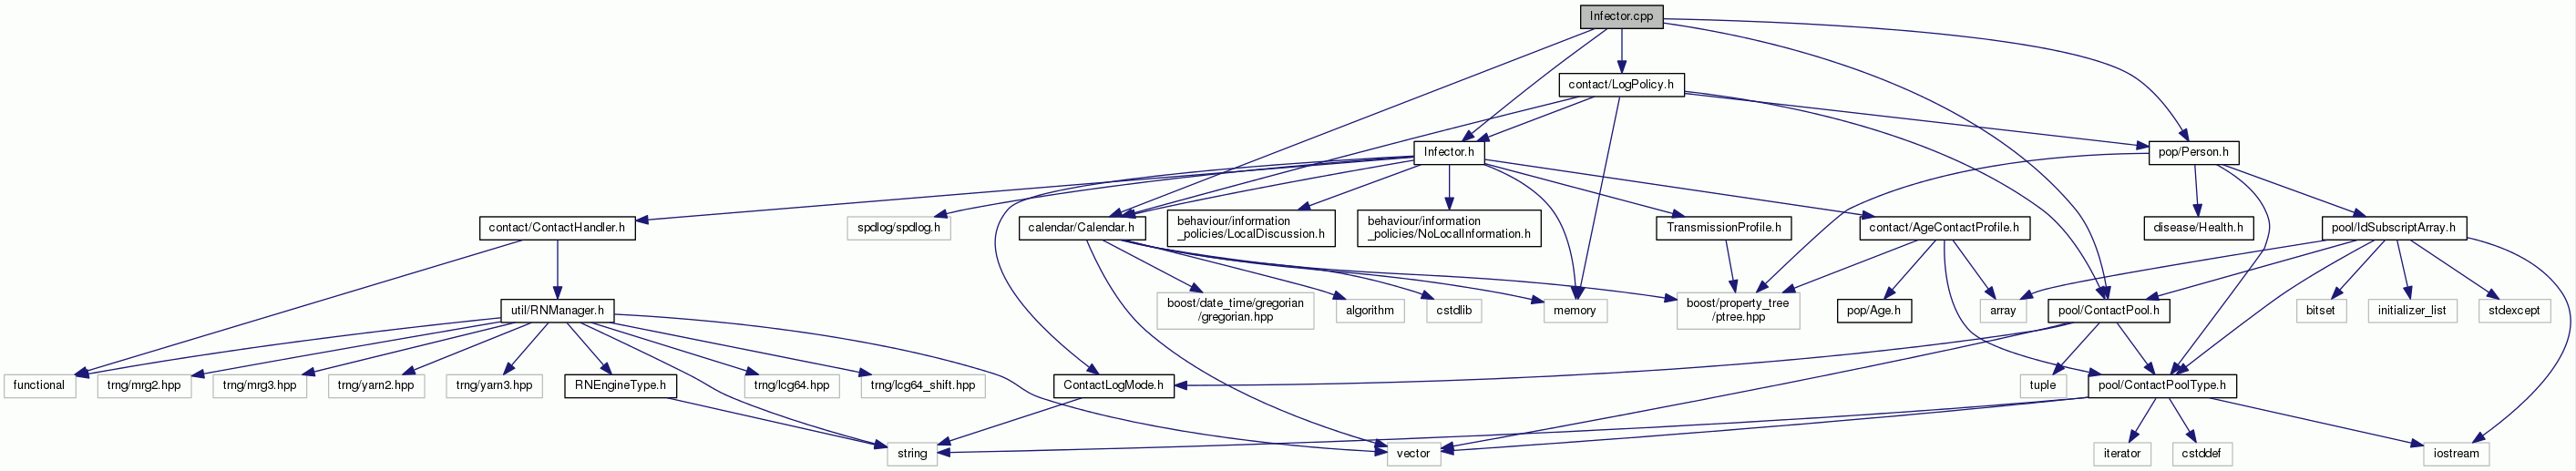 Infector.cpp
contact/LogPolicy.h
Infector.h
pop/Person.h
contact/ContactHandler.h
spdlog/spdlog.h
calendar/Calendar.h
behaviour/information
_policies/LocalDiscussion.h
behaviour/information
_policies/NoLocalInformation.h
TransmissionProfile.h
contact/AgeContactProfile.h
disease/Health.h
pool/IdSubscriptArray.h
util/RNManager.h
boost/date_time/gregorian
/gregorian.hpp
algorithm
cstdlib
memory
boost/property_tree
/ptree.hpp
pop/Age.h
array
pool/ContactPool.h
bitset
initializer_list
stdexcept
functional
trng/mrg2.hpp
trng/mrg3.hpp
trng/yarn2.hpp
trng/yarn3.hpp
RNEngineType.h
trng/lcg64.hpp
trng/lcg64_shift.hpp
ContactLogMode.h
tuple
pool/ContactPoolType.h
string
vector
iterator
cstddef
iostream